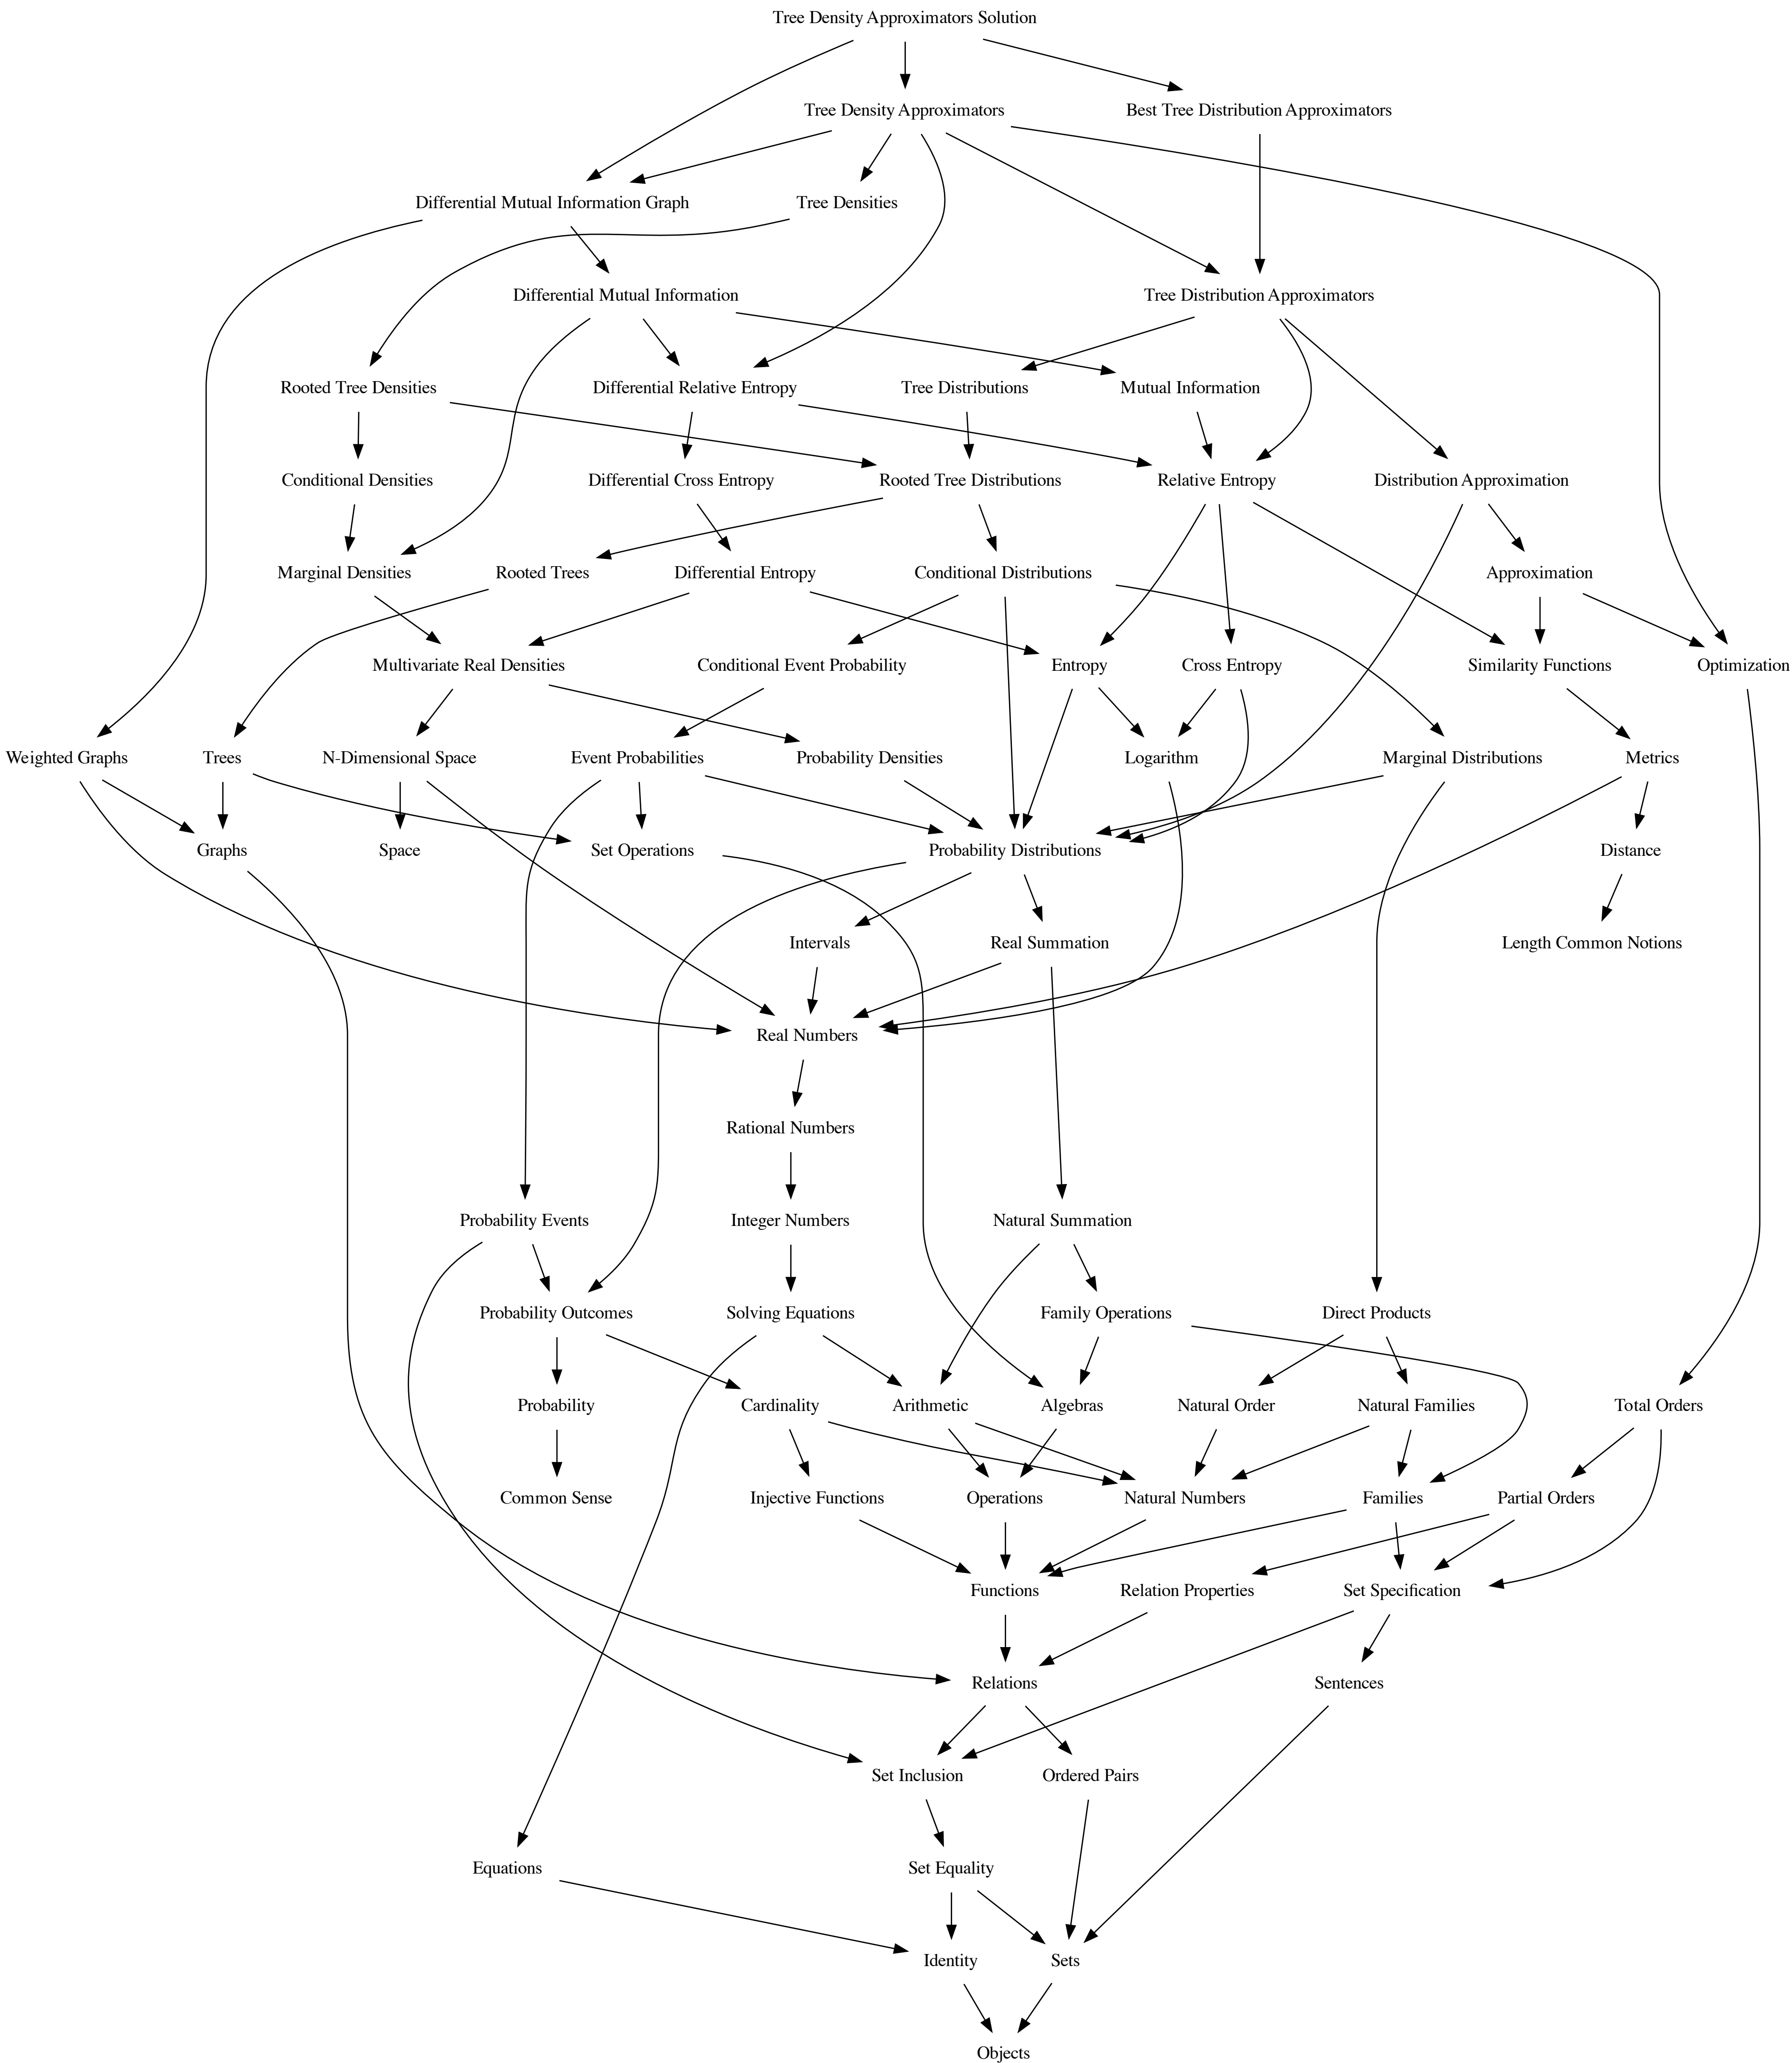 Tree Density Approximators Solution
Tree Density Approximators
Best Tree Distribution Approximators
Differential Mutual Information Graph
Tree Densities
Differential Mutual Information
Tree Distribution Approximators
Rooted Tree Densities
Differential Relative Entropy
Tree Distributions
Mutual Information
Conditional Densities
Differential Cross Entropy
Rooted Tree Distributions
Relative Entropy
Distribution Approximation
Marginal Densities
Rooted Trees
Differential Entropy
Conditional Distributions
Approximation
Multivariate Real Densities
Conditional Event Probability
Entropy
Cross Entropy
Similarity Functions
Optimization
Weighted Graphs
Trees
N-Dimensional Space
Event Probabilities
Probability Densities
Logarithm
Marginal Distributions
Metrics
Graphs
Space
Set Operations
Probability Distributions
Distance
Intervals
Real Summation
Length Common Notions
Real Numbers
Rational Numbers
Probability Events
Integer Numbers
Natural Summation
Probability Outcomes
Solving Equations
Family Operations
Direct Products
Probability
Cardinality
Arithmetic
Algebras
Natural Order
Natural Families
Total Orders
Common Sense
Injective Functions
Operations
Natural Numbers
Families
Partial Orders
Functions
Relation Properties
Set Specification
Relations
Sentences
Set Inclusion
Ordered Pairs
Equations
Set Equality
Identity
Sets
Objects